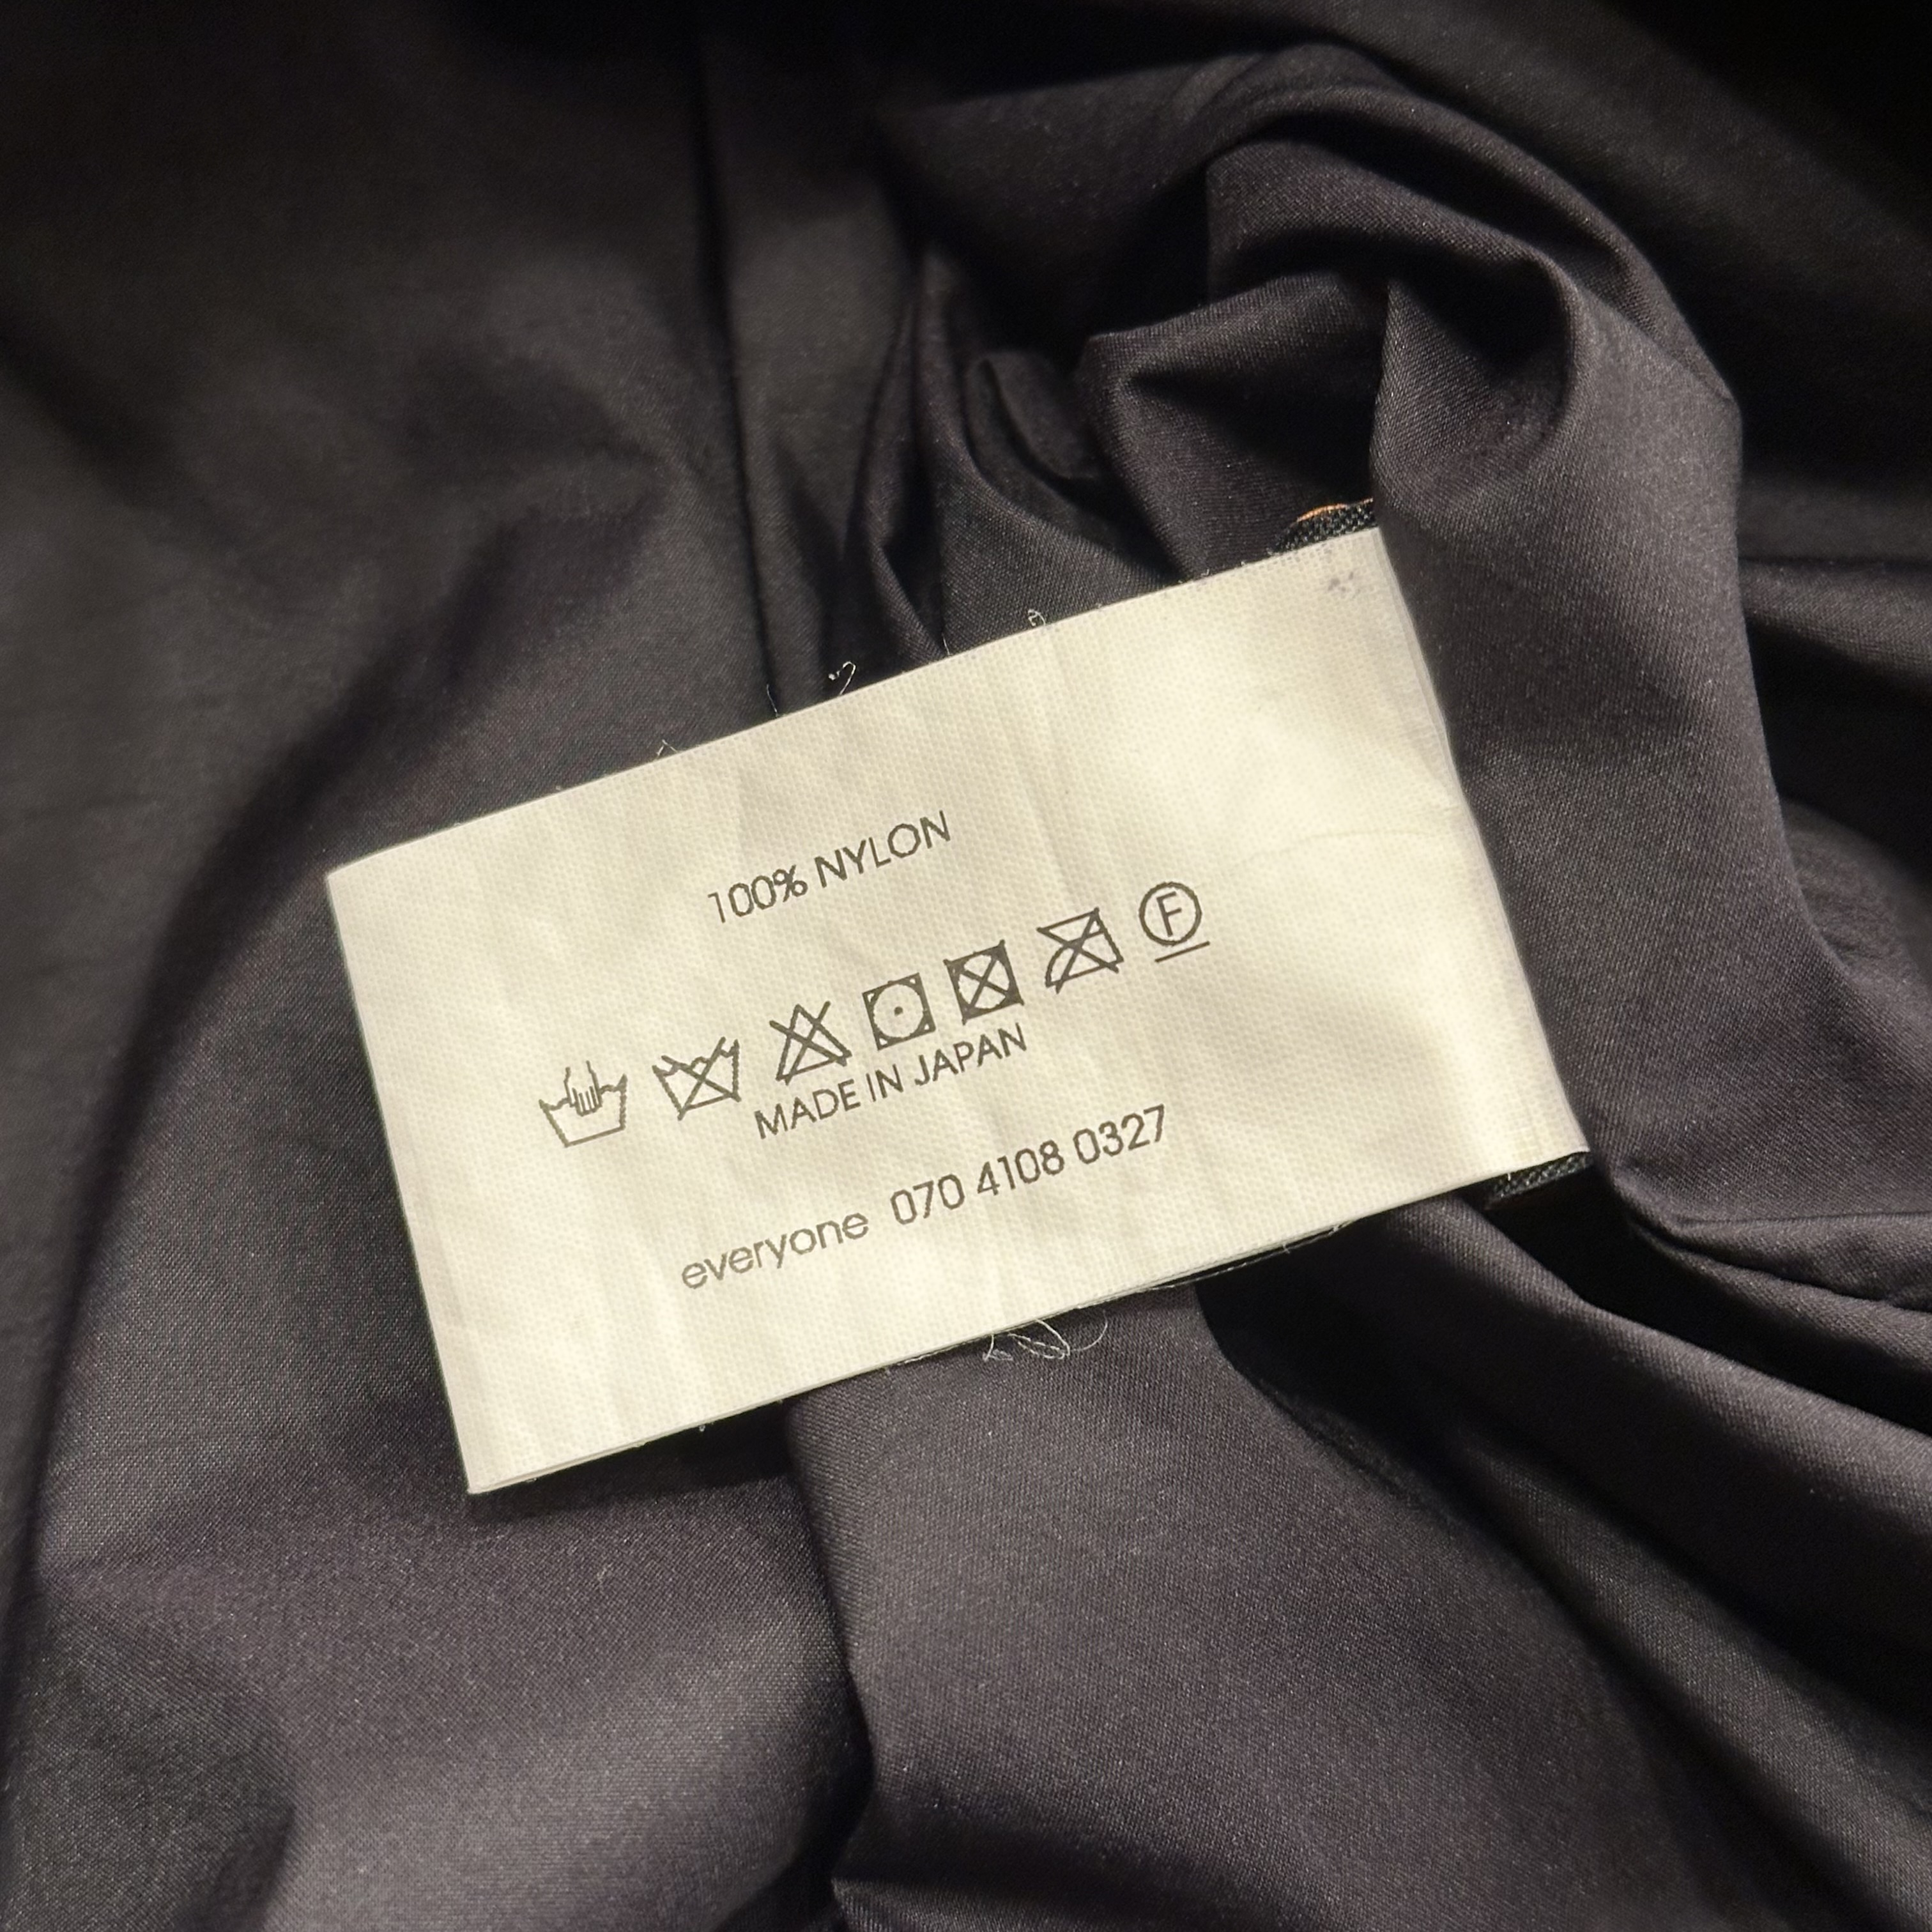 100% NYLON
F
MADE IN JAPAN
everyone 070 4108 0327